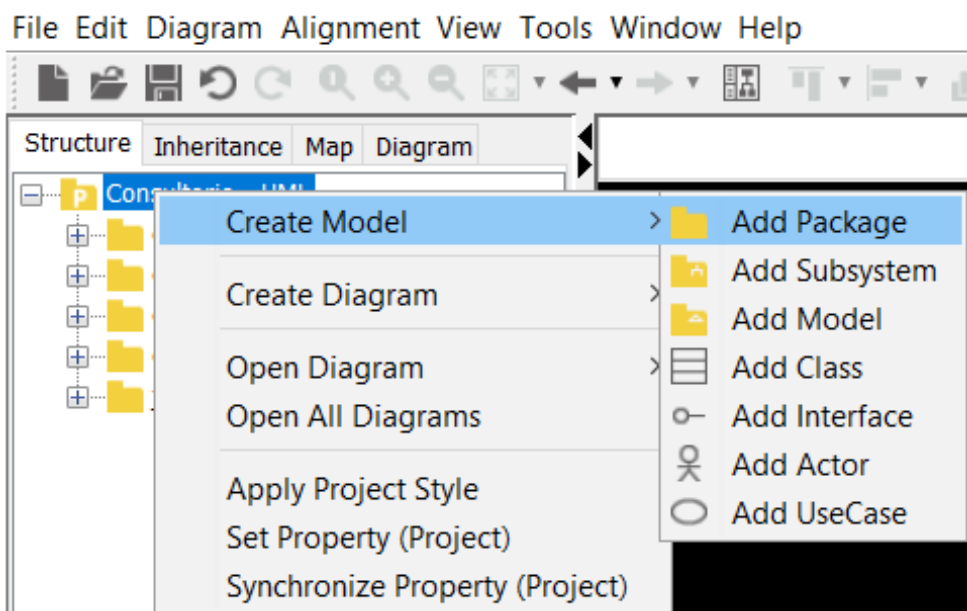 File Edit Diagram Alignment View Tools Window Help
Structure Inheritance Map Diagram
Create Model
Add Package
Add Subsystem
Add Model
Add Class
Add Interface
Add Actor
Add UseCase
Create Diagram
Open Diagram
Open All Diagrams
Apply Project Style
Set Property (Project)
Synchronize Property (Project)